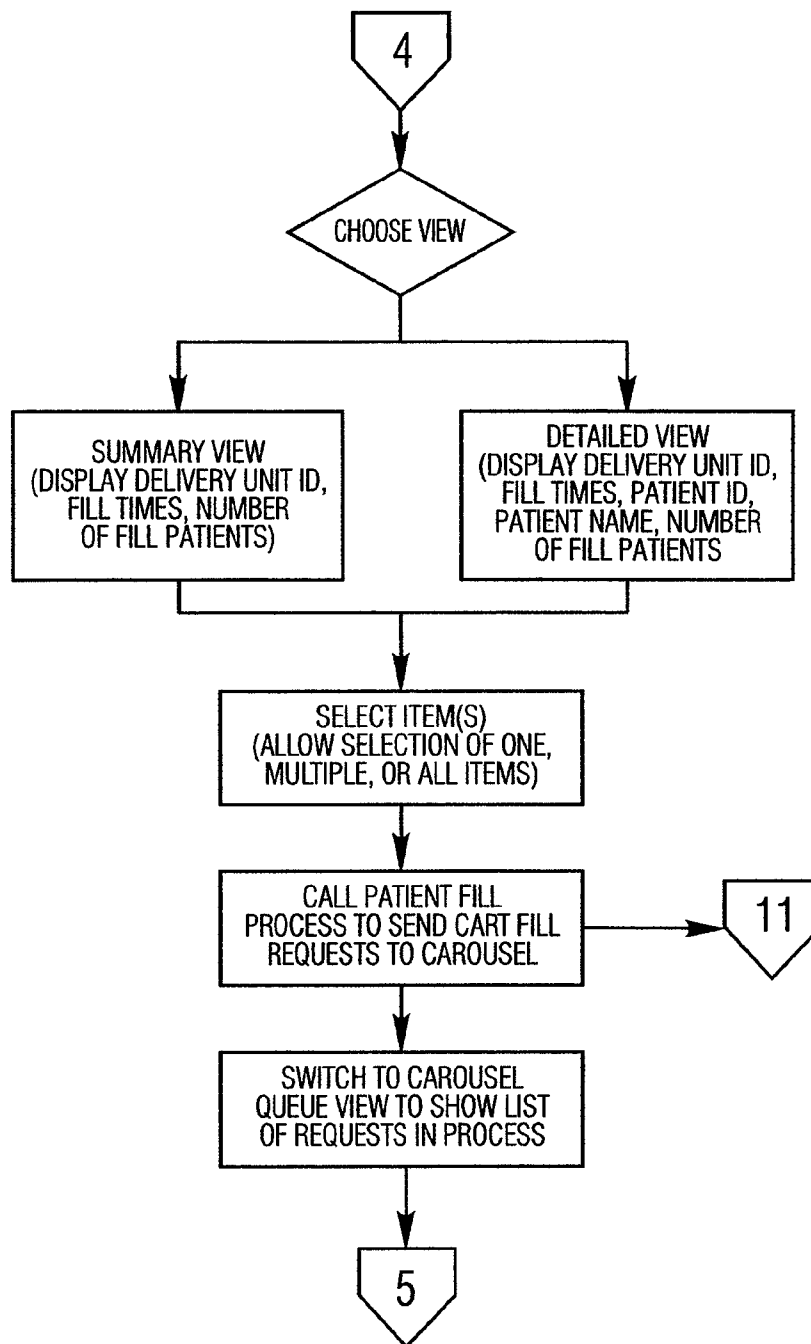 4
CHOOSE VIEW
SUMMARY VIEW
(DISPLAY DELIVERY UNIT ID,
FILL TIMES, NUMBER
OF FILL PATIENTS)
DETAILED VIEW
(DISPLAY DELIVERY UNIT ID,
FILL TIMES, PATIENT ID,
PATIENT NAME, NUMBER
OF FILL PATIENTS
SELECT ITEM(S)
(ALLOW SELECTION OF ONE,
MULTIPLE, OR ALL ITEMS)
CALL PATIENT FILL
PROCESS TO SEND CART FILL
REQUESTS TO CAROUSEL
11
SWITCH TO CAROUSEL
QUEUE VIEW TO SHOW LIST
OF REQUESTS IN PROCESS
5